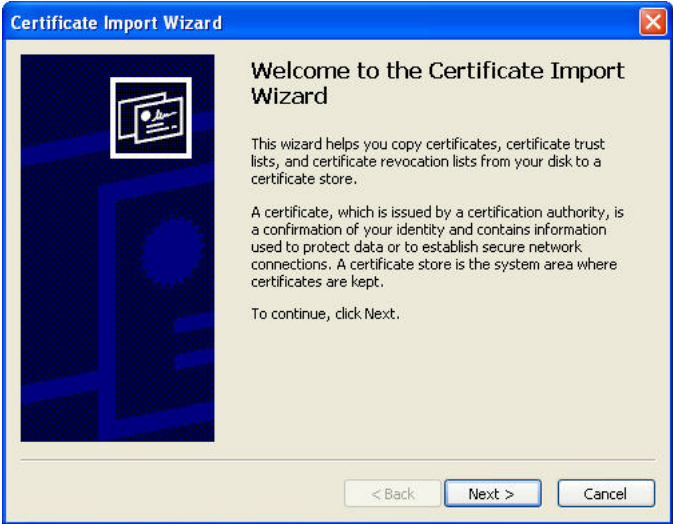 Certificate Import Wizard
Welcome to the Certificate Import
Wizard
This wizard helps you copy certificates, certificate trust
lists, and certificate revocation lists from your disk to a
certificate store.
A certificate, which is issued by a certification authority, is
a confirmation of your identity and contains information
used to protect data or to establish secure network
connections. A certificate store is the system area where
certificates are kept.
To continue, click Next.
< Back Next > Cancel